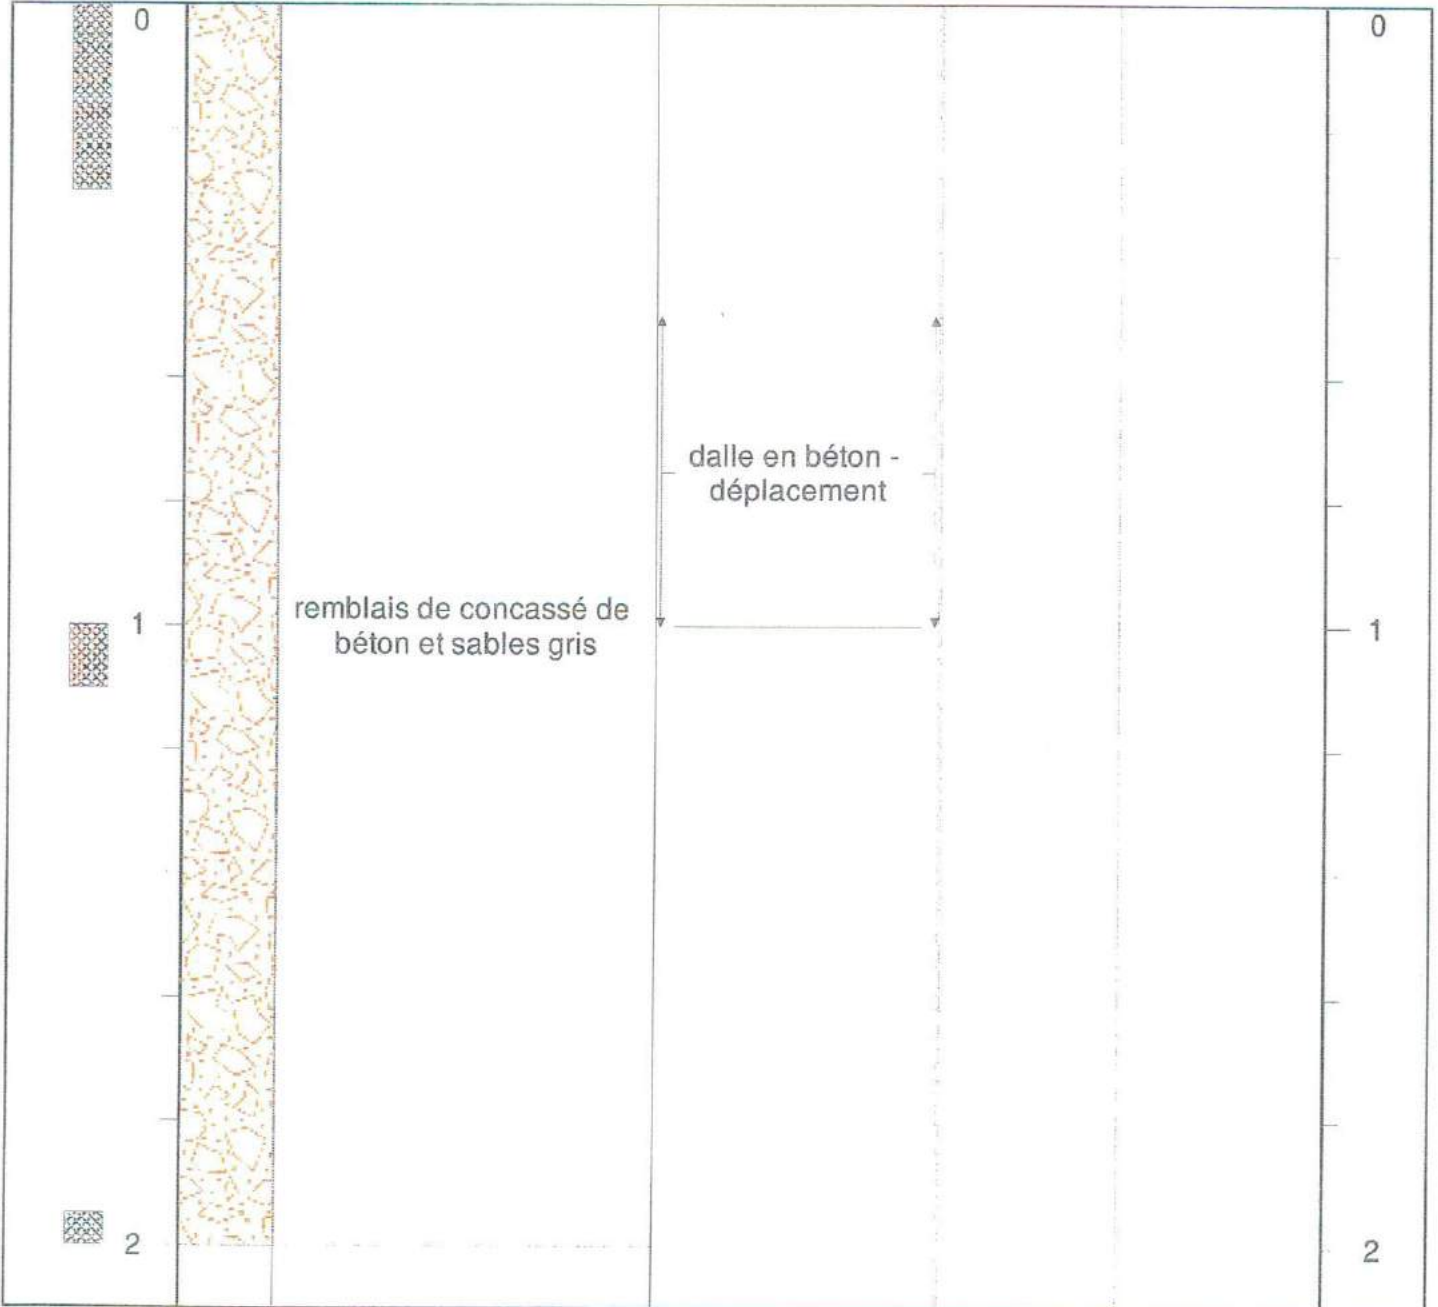 0
0
dalle en béton -
déplacement
remblais de concassé de
béton et sables gris
1
1
2
2